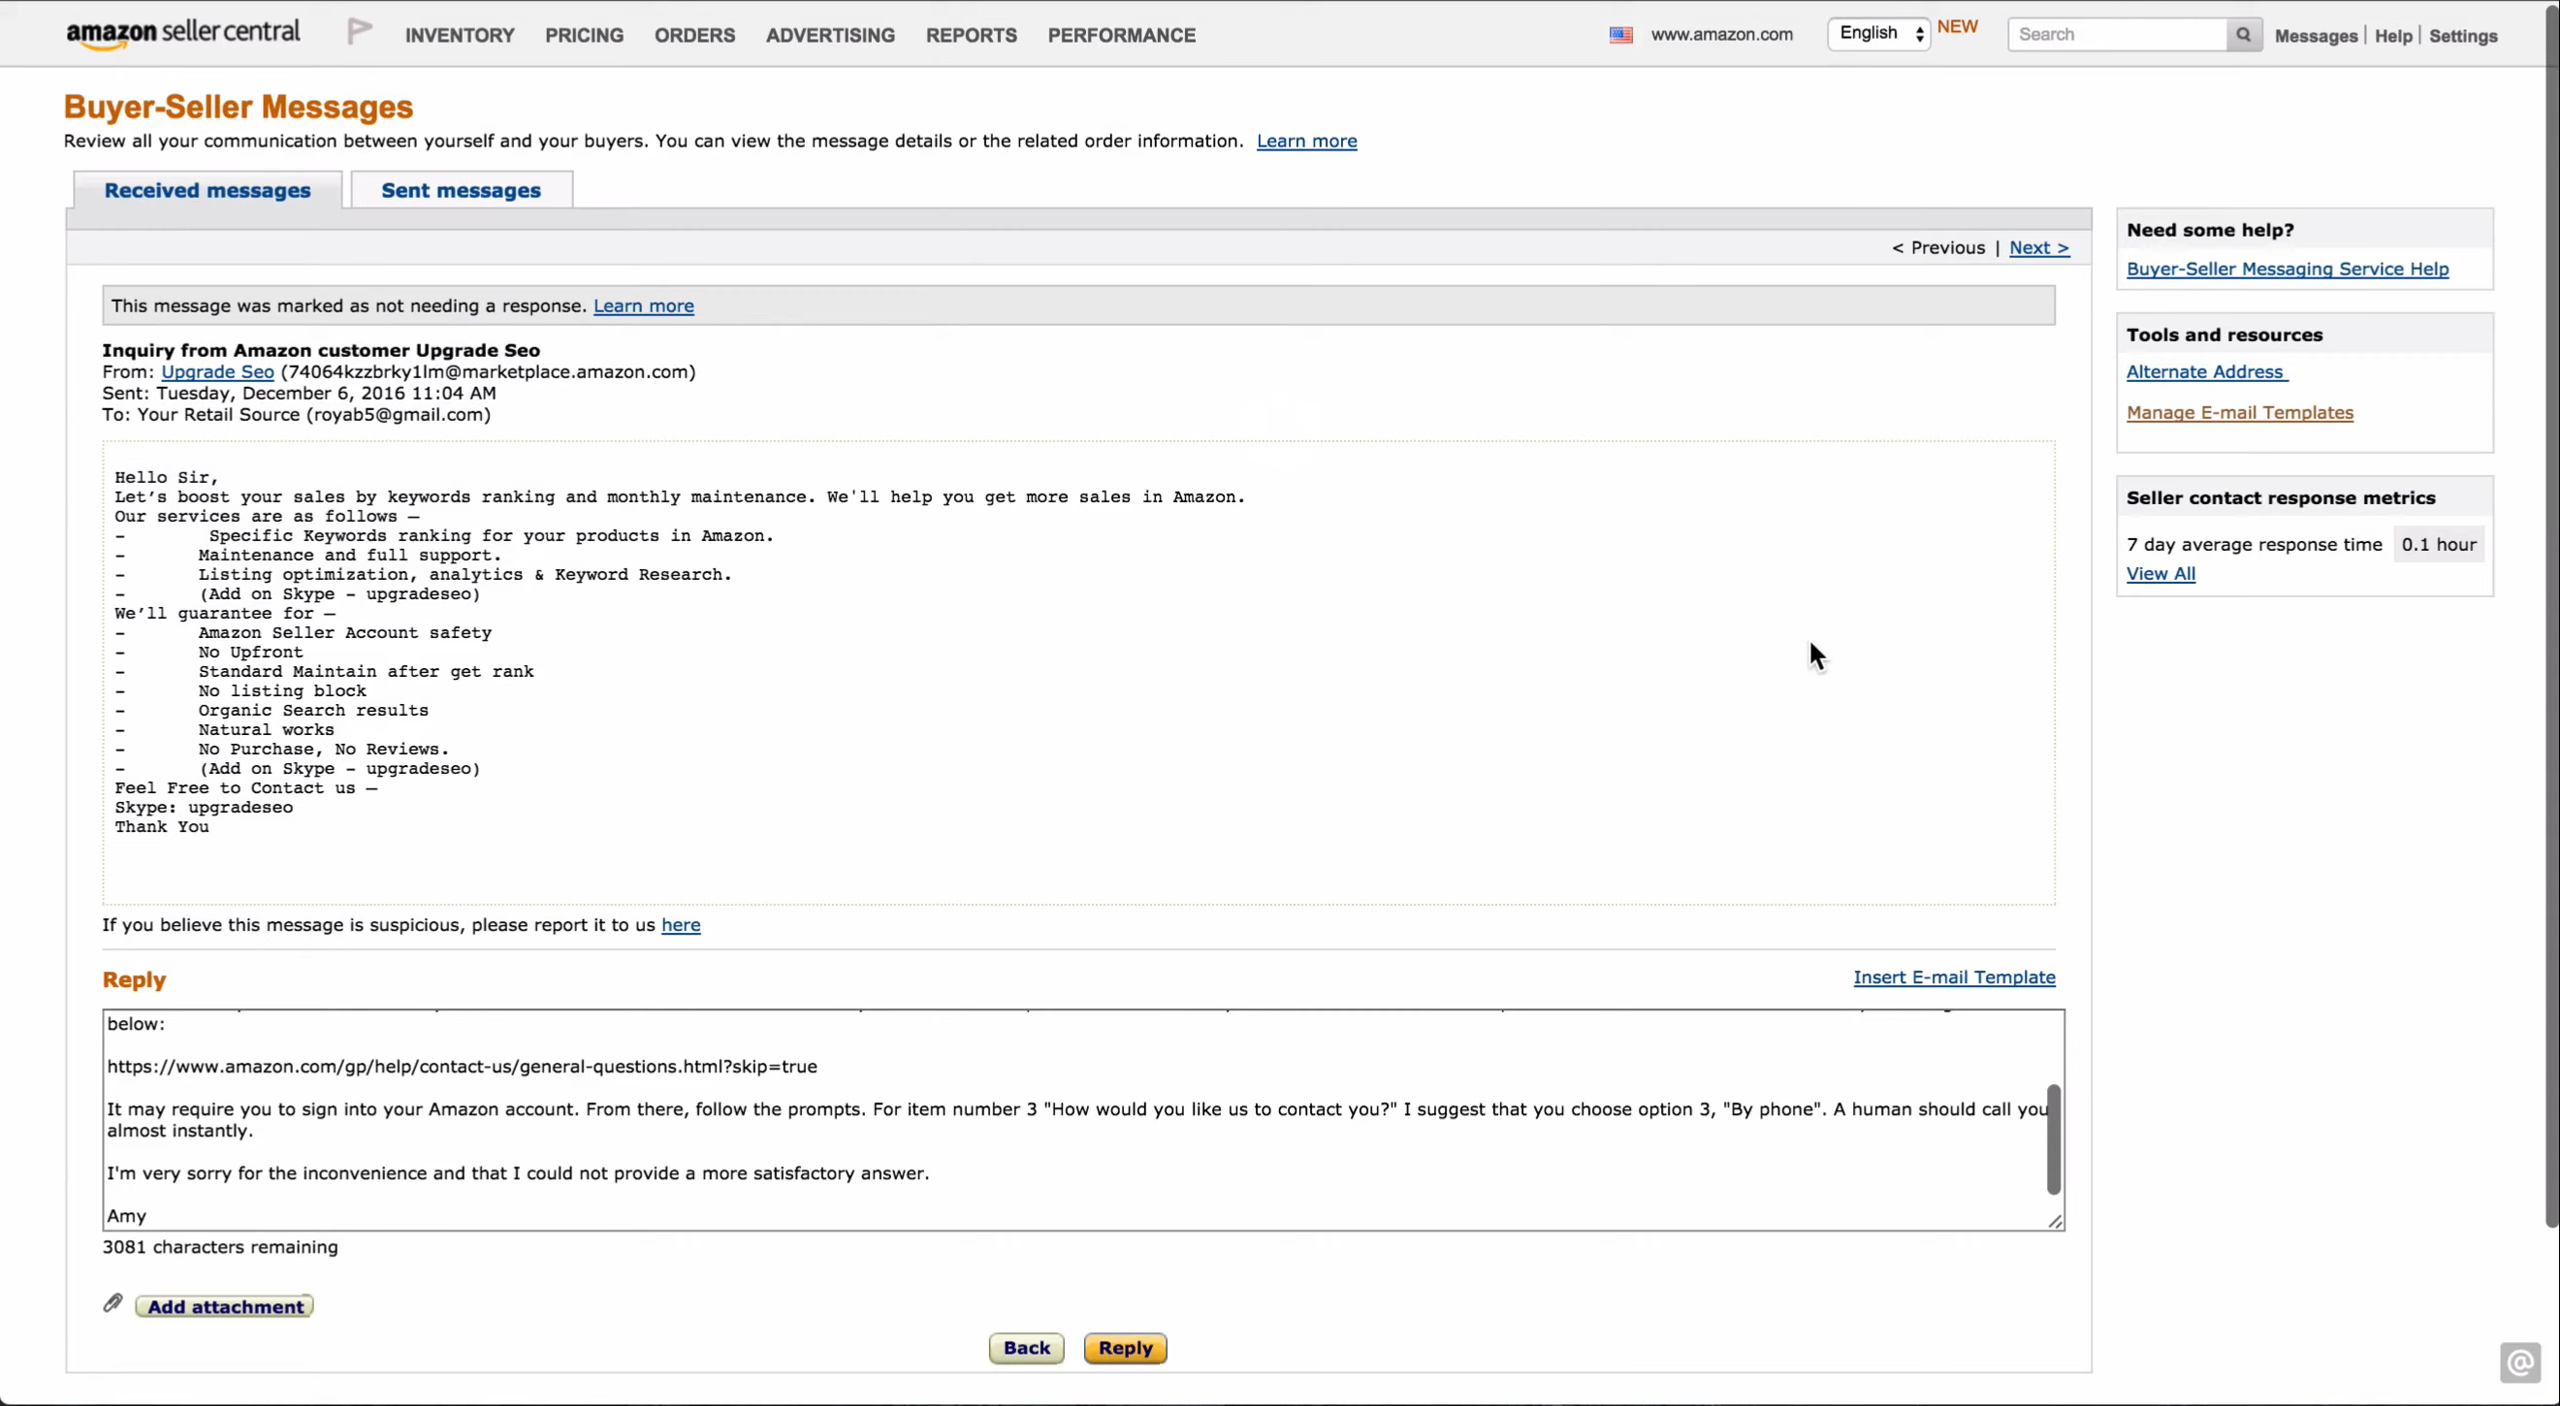 amazon seller central
INVENTORY PRICING ORDERS ADVERTISING REPORTS PERFORMANCE
www.amazon.com English NEW Search Messages | Help | Settings
Buyer-Seller Messages
Review all your communication between yourself and your buyers. You can view the message details or the related order information. Learn more
Received messages Sent messages
< Previous | Next >
This message was marked as not needing a response. Learn more
Inquiry from Amazon customer Upgrade Seo
From: Upgrade Seo (74064kzzbrky1lm@marketplace.amazon.com)
Sent: Tuesday, December 6, 2016 11:04 AM
To: Your Retail Source (royab5@gmail.com)
Hello Sir,
Let’s boost your sales by keywords ranking and monthly maintenance. We'll help you get more sales in Amazon.
Our services are as follows –
- Specific Keywords ranking for your products in Amazon.
- Maintenance and full support.
- Listing optimization, analytics & Keyword Research.
- (Add on Skype - upgradeseo)
We’ll guarantee for –
- Amazon Seller Account safety
- No Upfront
- Standard Maintain after get rank
- No listing block
- Organic Search results
- Natural works
- No Purchase, No Reviews.
- (Add on Skype - upgradeseo)
Feel Free to Contact us –
Skype: upgradeseo
Thank You
If you believe this message is suspicious, please report it to us here
Reply
Insert E-mail Template
below:
https://www.amazon.com/gp/help/contact-us/general-questions.html?skip=true
It may require you to sign into your Amazon account. From there, follow the prompts. For item number 3 "How would you like us to contact you?" I suggest that you choose option 3, "By phone". A human should call you
almost instantly.
I'm very sorry for the inconvenience and that I could not provide a more satisfactory answer.
Amy
3081 characters remaining
Add attachment
Back Reply
Need some help?
Buyer-Seller Messaging Service Help
Tools and resources
Alternate Address
Manage E-mail Templates
Seller contact response metrics
7 day average response time 0.1 hour
View All
@